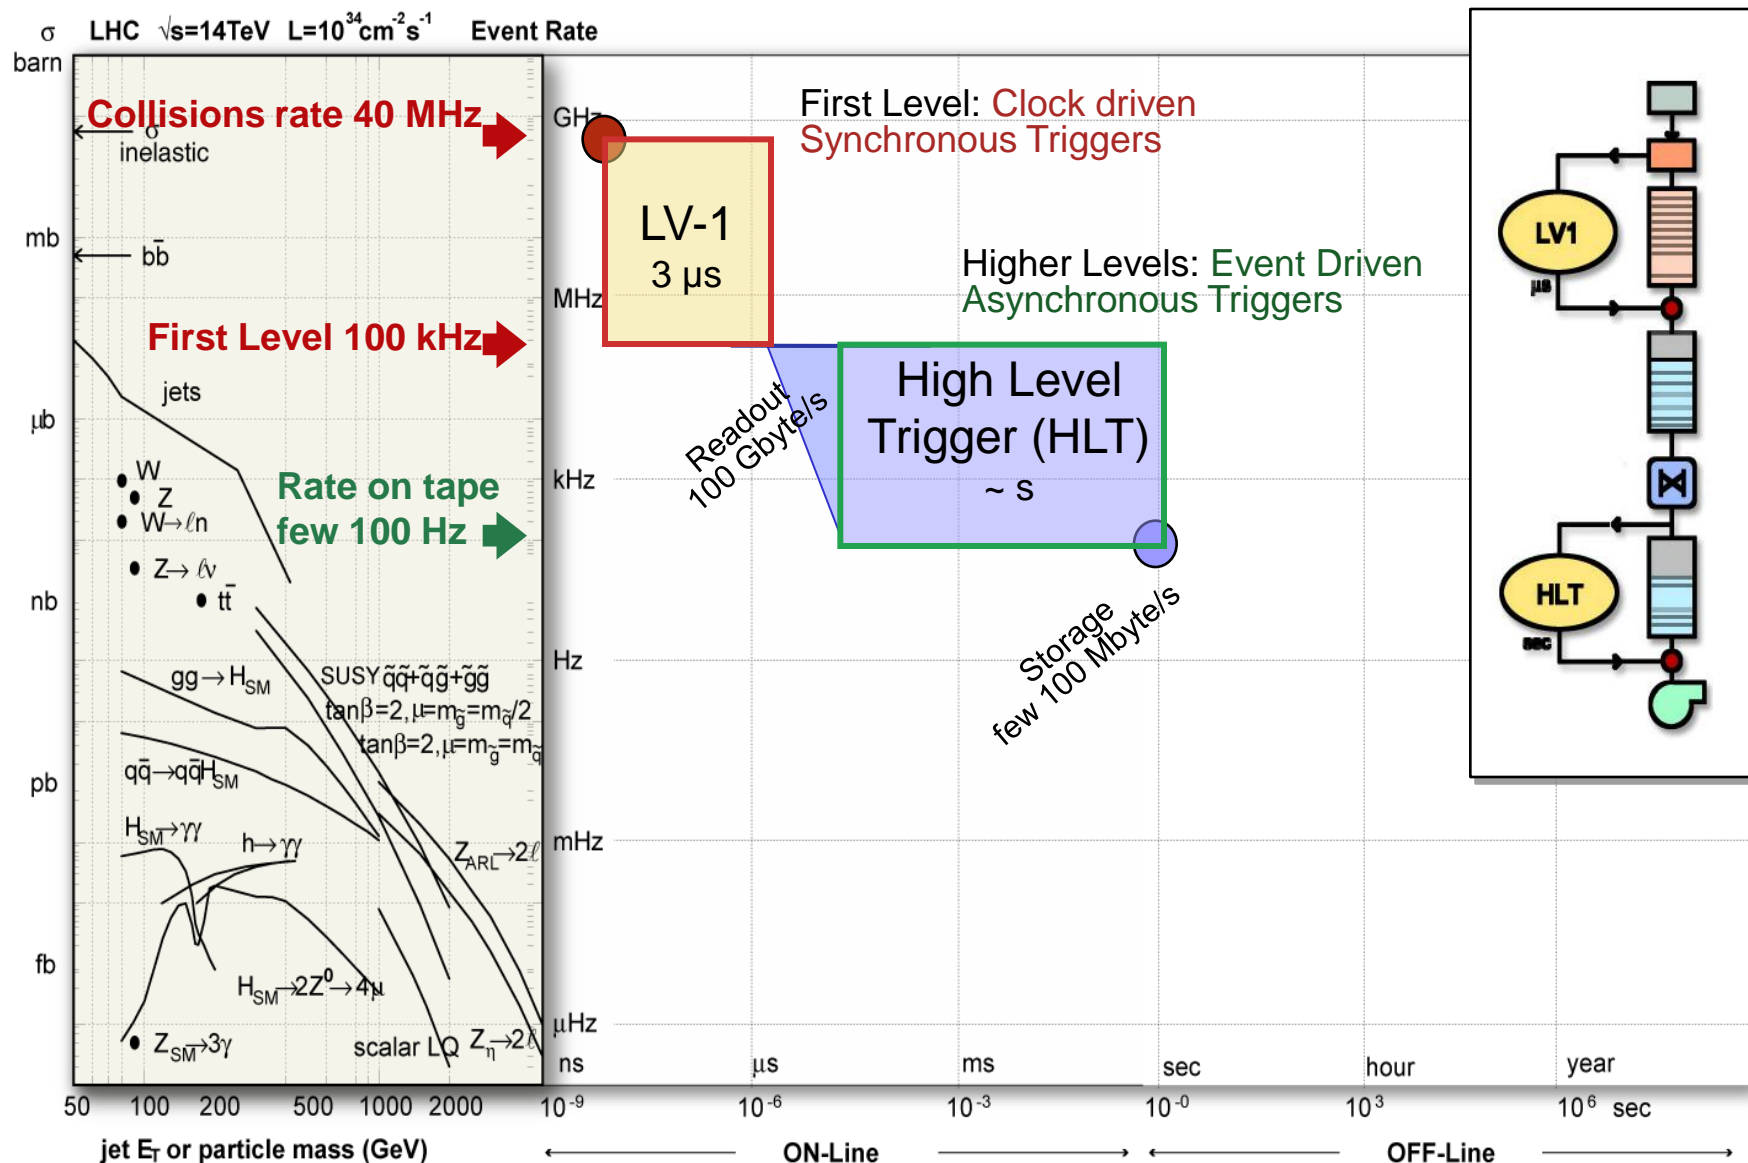 σ LHC √s=14TeV L=10³⁴cm⁻²s⁻¹ Event Rate
barn
Collisions rate 40 MHz
σ
inelastic
GHz
First Level: Clock driven
Synchronous Triggers
LV-1
3 µs
mb
bb̄
MHz
Higher Levels: Event Driven
Asynchronous Triggers
First Level 100 kHz
jets
µb
Readout
100 Gbyte/s
High Level
Trigger (HLT)
~ s
W
Z
W→ℓn
Z→ ℓν
tt̄
Rate on tape
few 100 Hz
kHz
nb
Hz
Storage
few 100 Mbyte/s
gg→H_SM
SUSY q̃q̃+q̃g̃+g̃g̃
tanβ=2, µ=m_g̃=m_q̃/2
tanβ=2, µ=m_g̃=m_q̃
qq̄→qq̄H_SM
pb
H_SM→γγ
h→γγ
Z_ARL→2ℓ
mHz
fb
H_SM→2Z⁰→4µ
Z_SM→3γ
scalar LQ
Z_η→2ℓ
µHz
ns µs ms sec hour year
50 100 200 500 1000 2000
10⁻⁹ 10⁻⁶ 10⁻³ 10⁻⁰ 10³ 10⁶ sec
jet E_T or particle mass (GeV)
ON-Line
OFF-Line
LV1
µs
HLT
sec